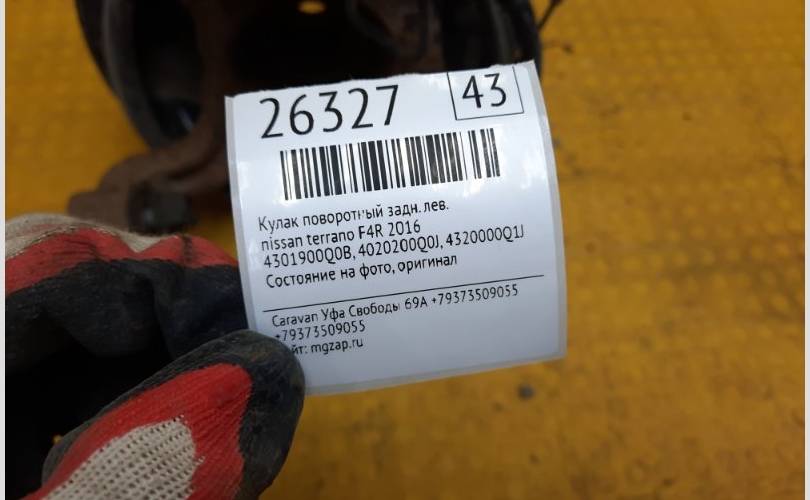 26327 43
Кулак поворотный задн. лев.
nissan terrano F4R 2016
4301900Q0B, 4020200Q0J, 4320000Q1J
Состояние на фото, оригинал
Caravan Уфа Свободы 69А +79373509055
+79373509055
йт: mgzap.ru